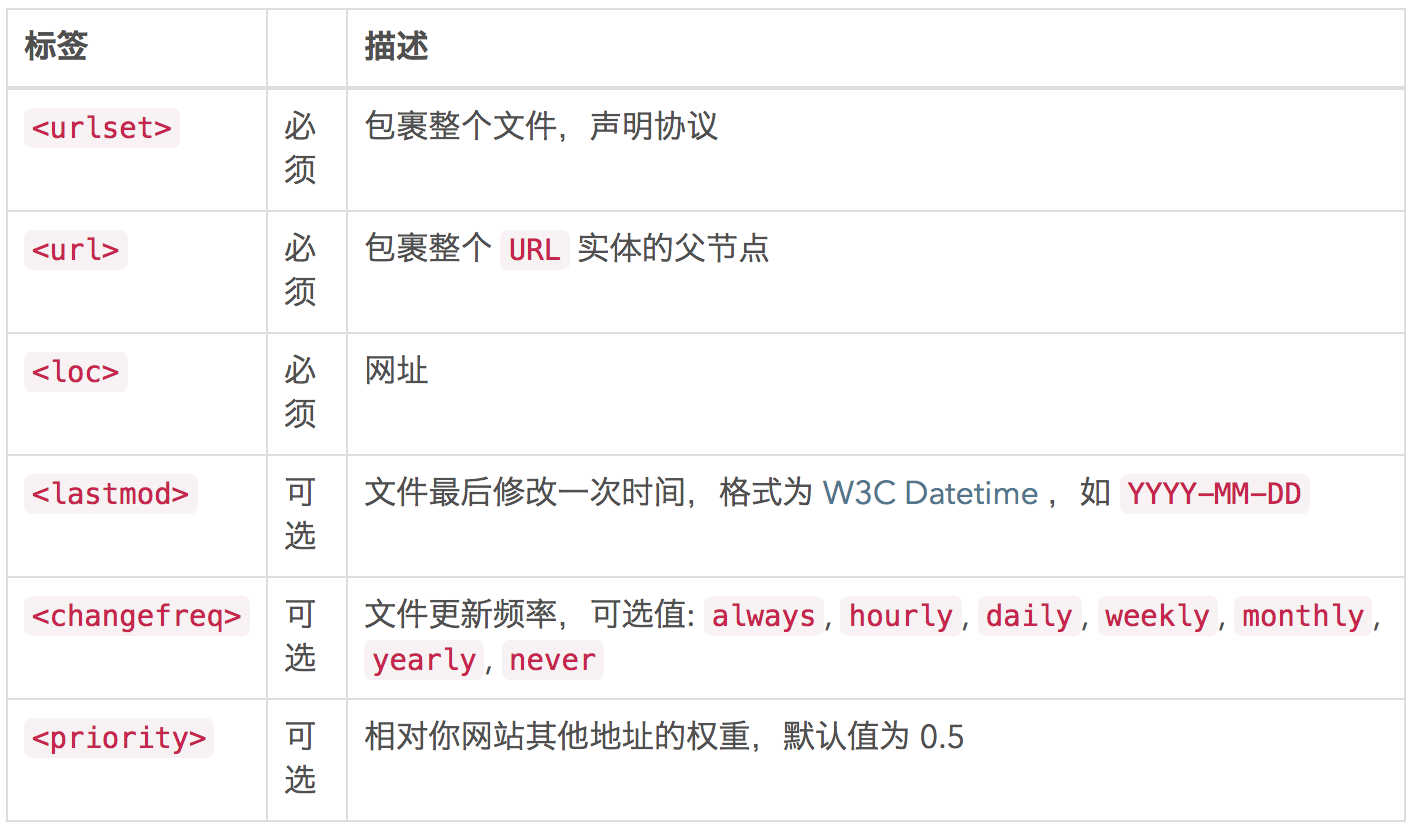 标签 描述
<urlset> 必须 包裹整个文件，声明协议
<url> 必须 包裹整个 URL 实体的父节点
<loc> 必须 网址
<lastmod> 可选 文件最后修改一次时间，格式为 W3C Datetime ，如 YYYY-MM-DD
<changefreq> 可选 文件更新频率，可选值: always, hourly, daily, weekly, monthly,
yearly, never
<priority> 可选 相对你网站其他地址的权重，默认值为 0.5